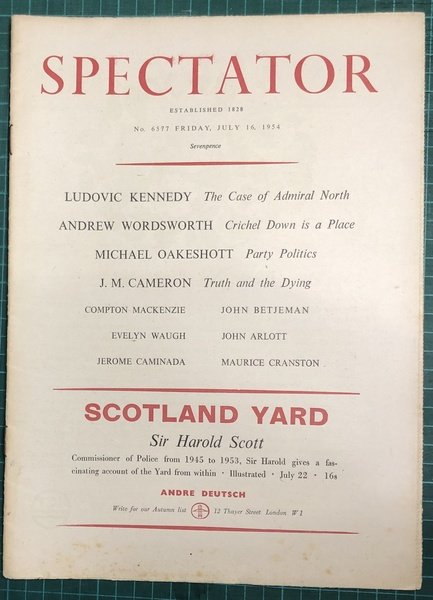 SPECTATOR
ESTABLISHED 1828
No. 6577 FRIDAY, JULY 16, 1954
Sevenpence
LUDOVIC KENNEDY The Case of Admiral North
ANDREW WORDSWORTH Crichel Down is a Place
MICHAEL OAKESHOTT Party Politics
J. M. CAMERON Truth and the Dying
COMPTON MACKENZIE JOHN BETJEMAN
EVELYN WAUGH JOHN ARLOTT
JEROME CAMINADA MAURICE CRANSTON
SCOTLAND YARD
Sir Harold Scott
Commissioner of Police from 1945 to 1953, Sir Harold gives a fas-
cinating account of the Yard from within · Illustrated · July 22 · 16s
ANDRE DEUTSCH
Write for our Autumn list 12 Thayer Street London W1